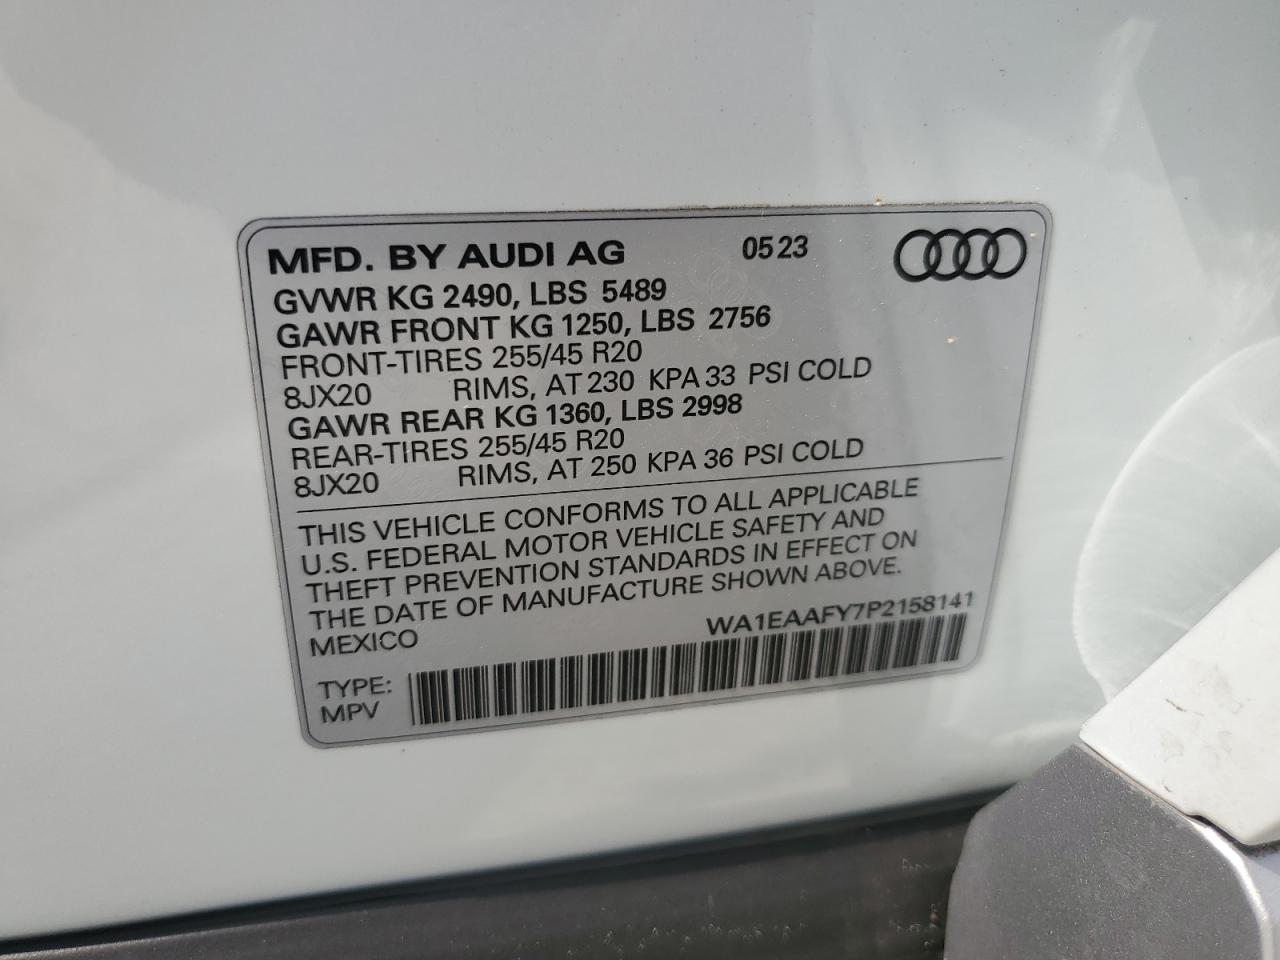 MFD. BY AUDI AG 0523
GVWR KG 2490, LBS 5489
GAWR FRONT KG 1250, LBS 2756
FRONT-TIRES 255/45 R20
8JX20 RIMS, AT 230 KPA 33 PSI COLD
GAWR REAR KG 1360, LBS 2998
REAR-TIRES 255/45 R20
8JX20 RIMS, AT 250 KPA 36 PSI COLD
THIS VEHICLE CONFORMS TO ALL APPLICABLE
U.S. FEDERAL MOTOR VEHICLE SAFETY AND
THEFT PREVENTION STANDARDS IN EFFECT ON
THE DATE OF MANUFACTURE SHOWN ABOVE.
MEXICO WA1EAAFY7P2158141
TYPE:
MPV